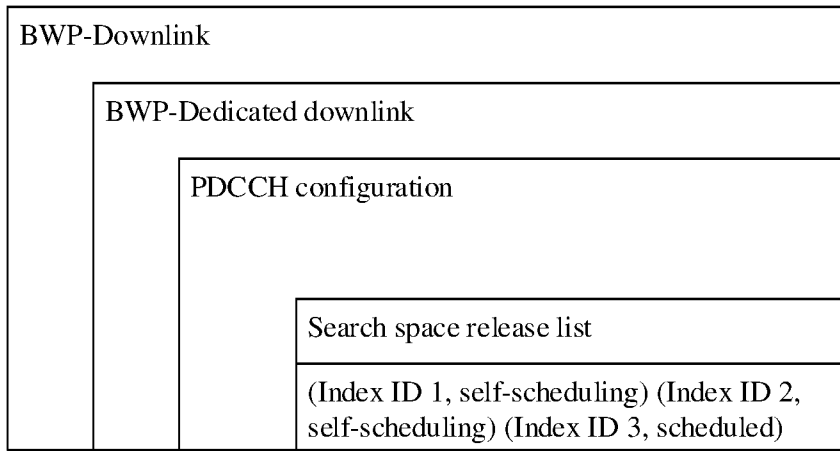 BWP-Downlink
BWP-Dedicated downlink
PDCCH configuration
Search space release list
(Index ID 1, self-scheduling) (Index ID 2,
self-scheduling) (Index ID 3, scheduled)